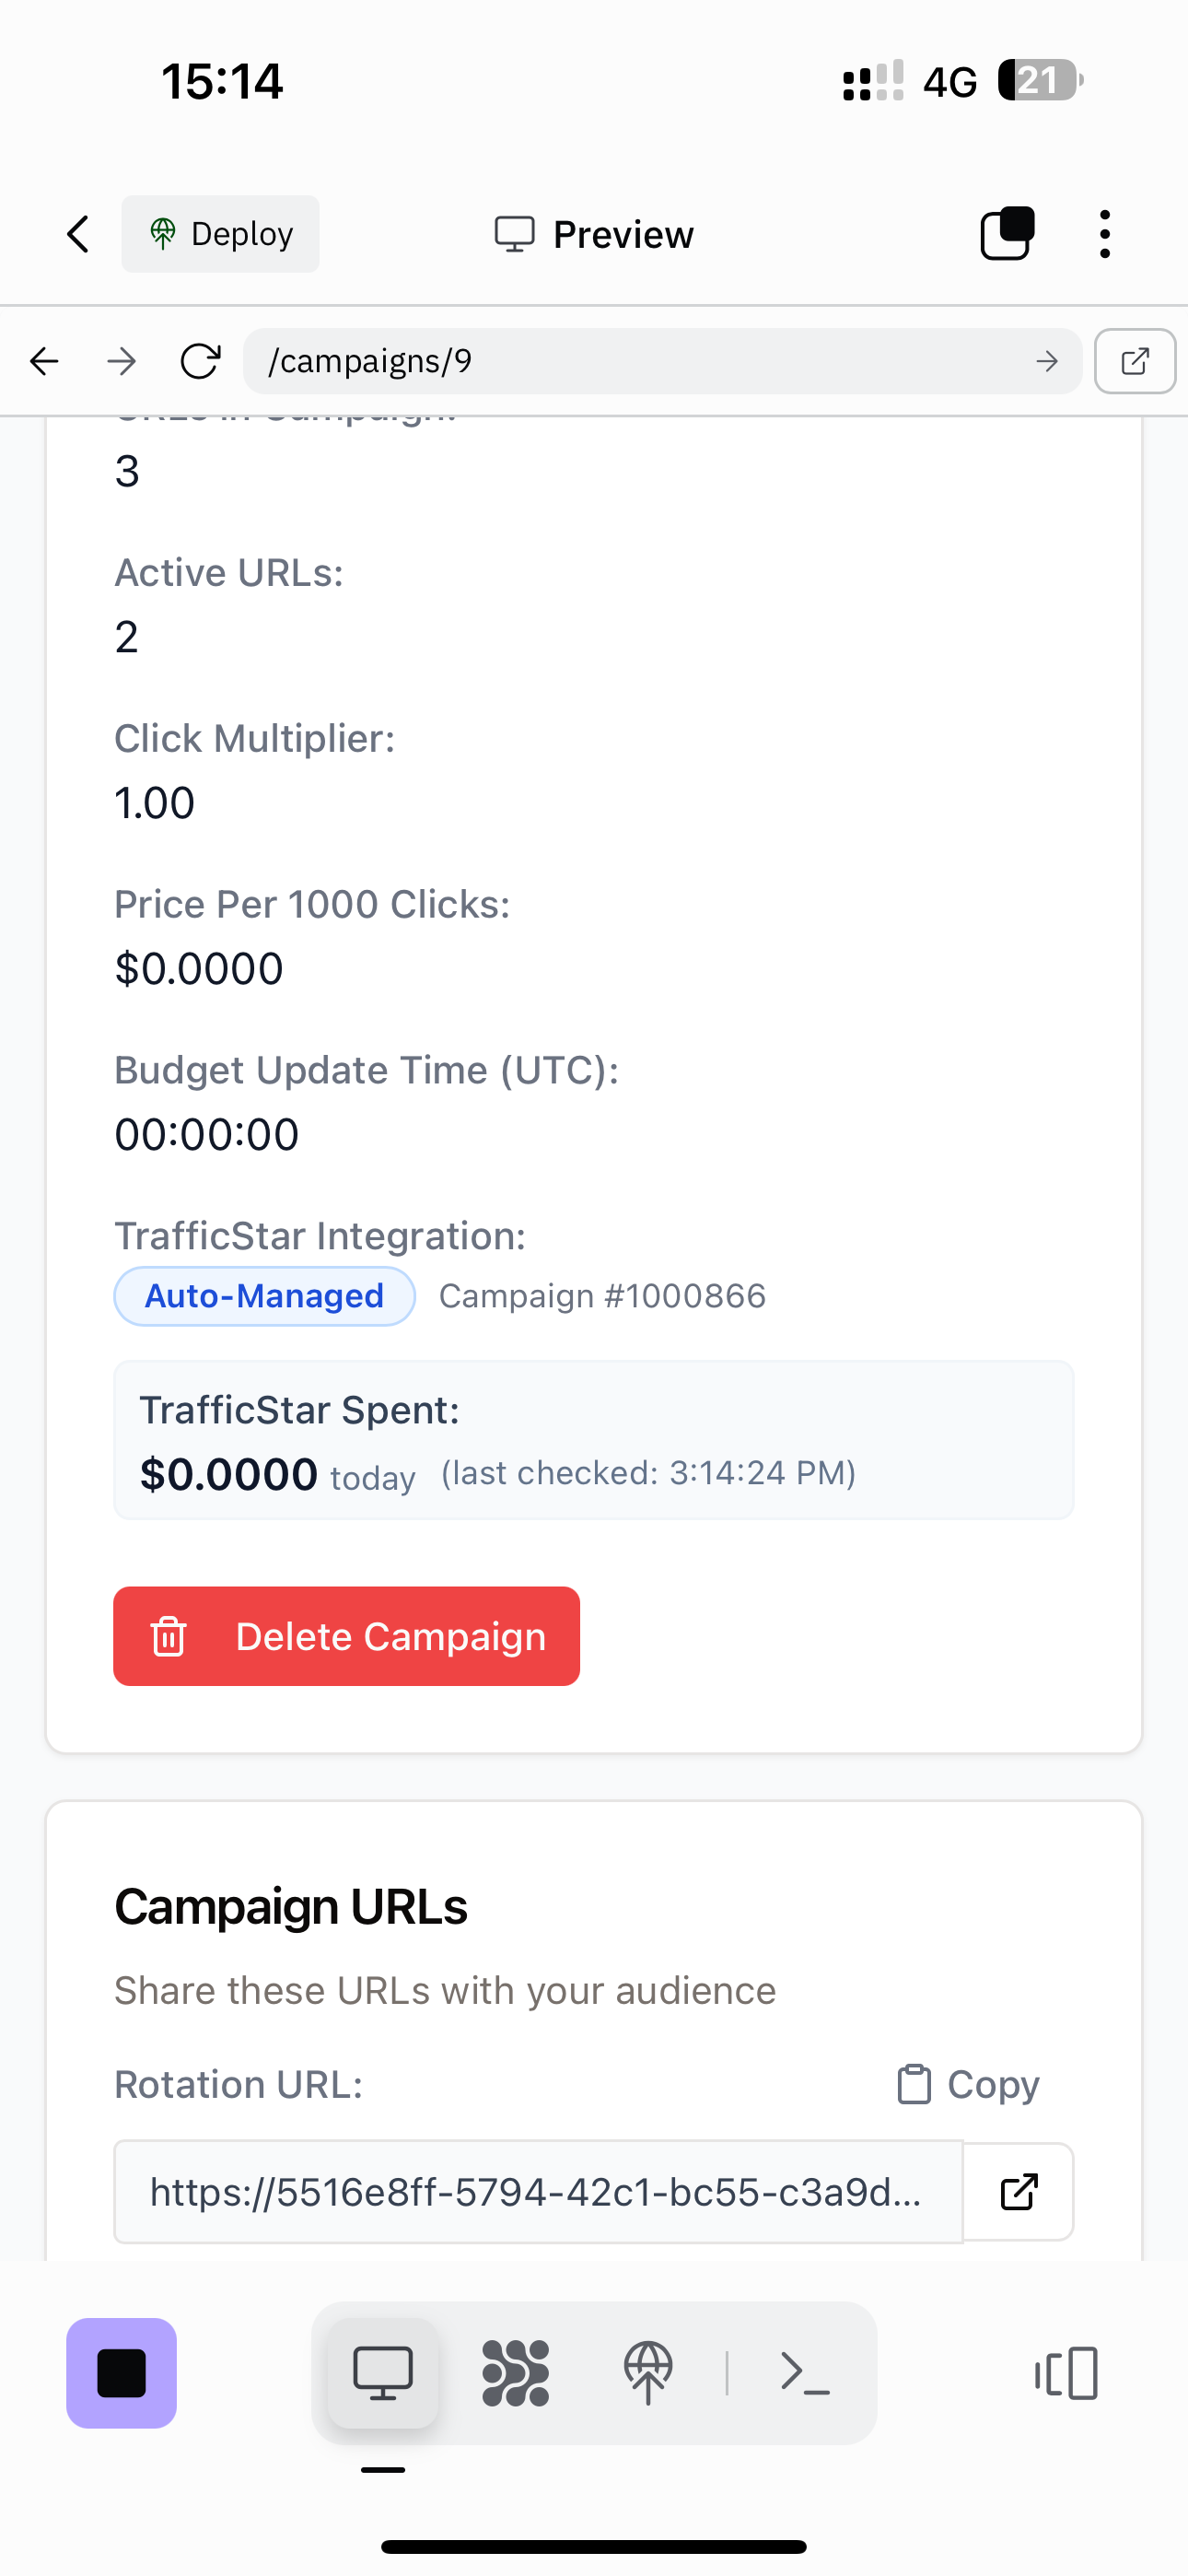 15:14
4G
21
Deploy
Preview
/campaigns/9
URLs in Campaign:
3
Active URLs:
2
Click Multiplier:
1.00
Price Per 1000 Clicks:
$0.0000
Budget Update Time (UTC):
00:00:00
TrafficStar Integration:
Auto-Managed Campaign #1000866
TrafficStar Spent:
$0.0000 today (last checked: 3:14:24 PM)
Delete Campaign
Campaign URLs
Share these URLs with your audience
Rotation URL:
Copy
https://5516e8ff-5794-42c1-bc55-c3a9d...